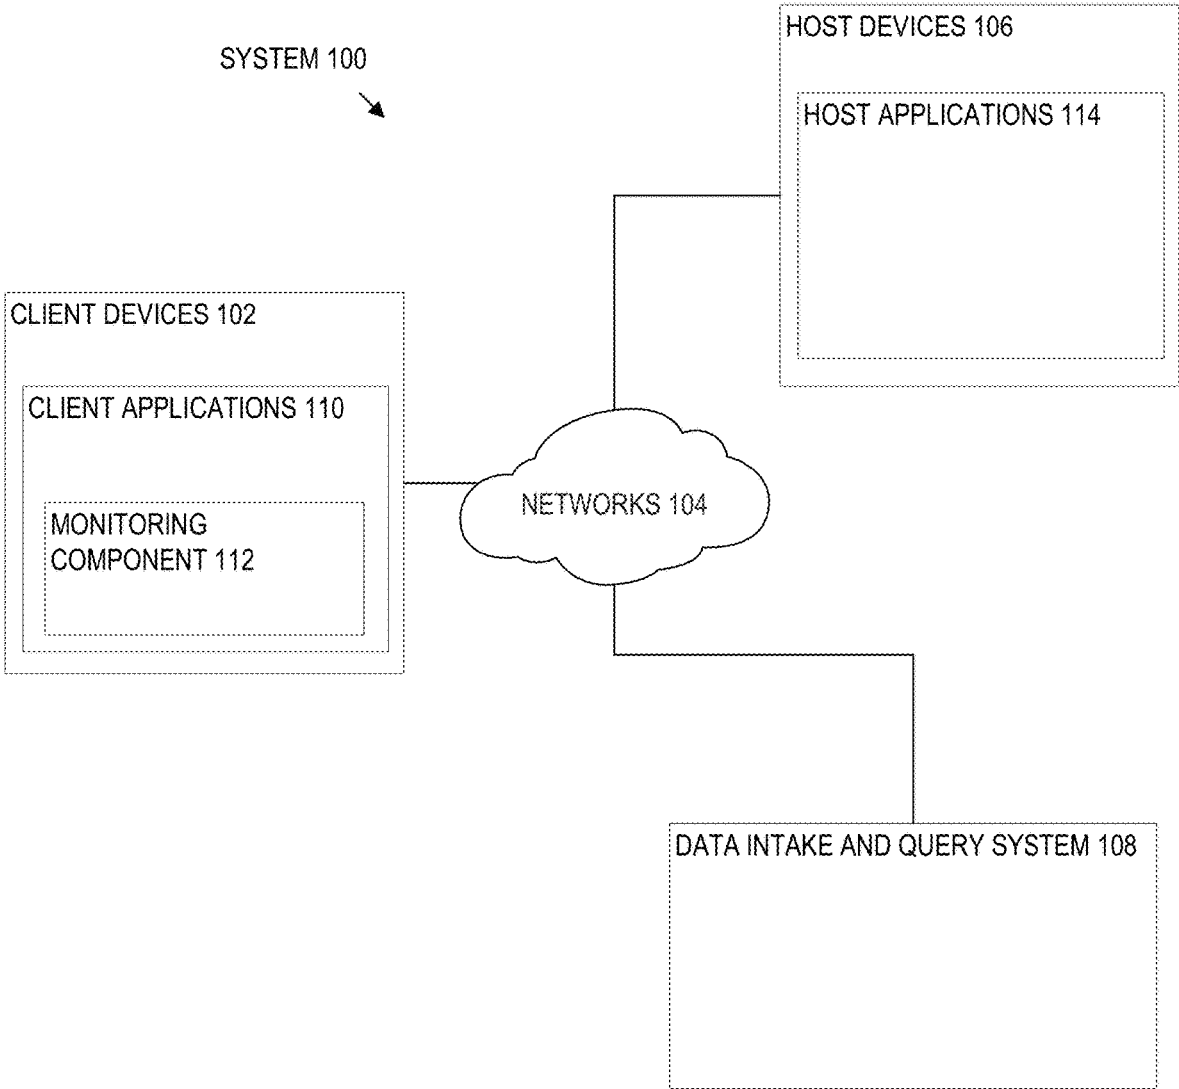 SYSTEM 100
HOST DEVICES 106
HOST APPLICATIONS 114
CLIENT DEVICES 102
CLIENT APPLICATIONS 110
MONITORING
COMPONENT 112
NETWORKS 104
DATA INTAKE AND QUERY SYSTEM 108